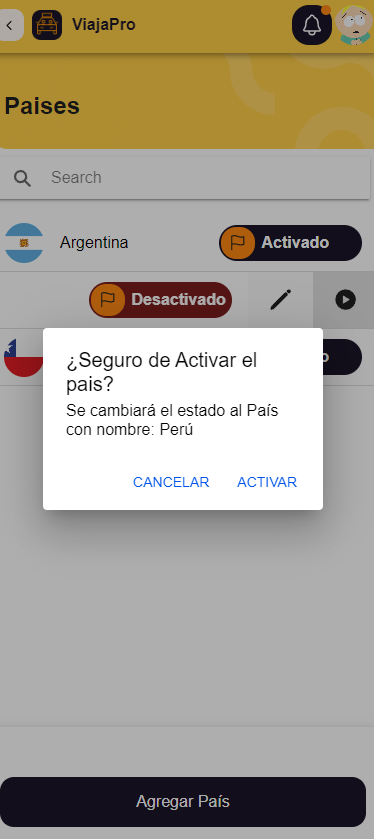 ViajaPro
Paises
Search
Argentina
Activado
Desactivado
¿Seguro de Activar el
pais?
Se cambiará el estado al País
con nombre: Perú
CANCELAR
ACTIVAR
Agregar País